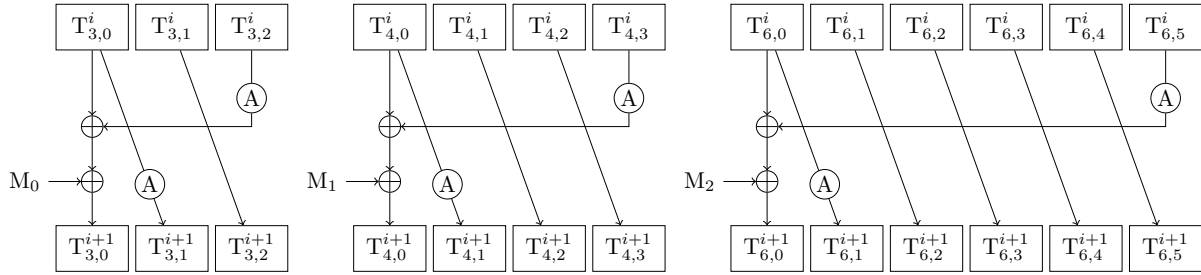 T^i_{3,0} T^i_{3,1} T^i_{3,2} T^i_{4,0} T^i_{4,1} T^i_{4,2} T^i_{4,3} T^i_{6,0} T^i_{6,1} T^i_{6,2} T^i_{6,3} T^i_{6,4} T^i_{6,5}
A A A
M_0 A M_1 A M_2 A
T^{i+1}_{3,0} T^{i+1}_{3,1} T^{i+1}_{3,2} T^{i+1}_{4,0} T^{i+1}_{4,1} T^{i+1}_{4,2} T^{i+1}_{4,3} T^{i+1}_{6,0} T^{i+1}_{6,1} T^{i+1}_{6,2} T^{i+1}_{6,3} T^{i+1}_{6,4} T^{i+1}_{6,5}